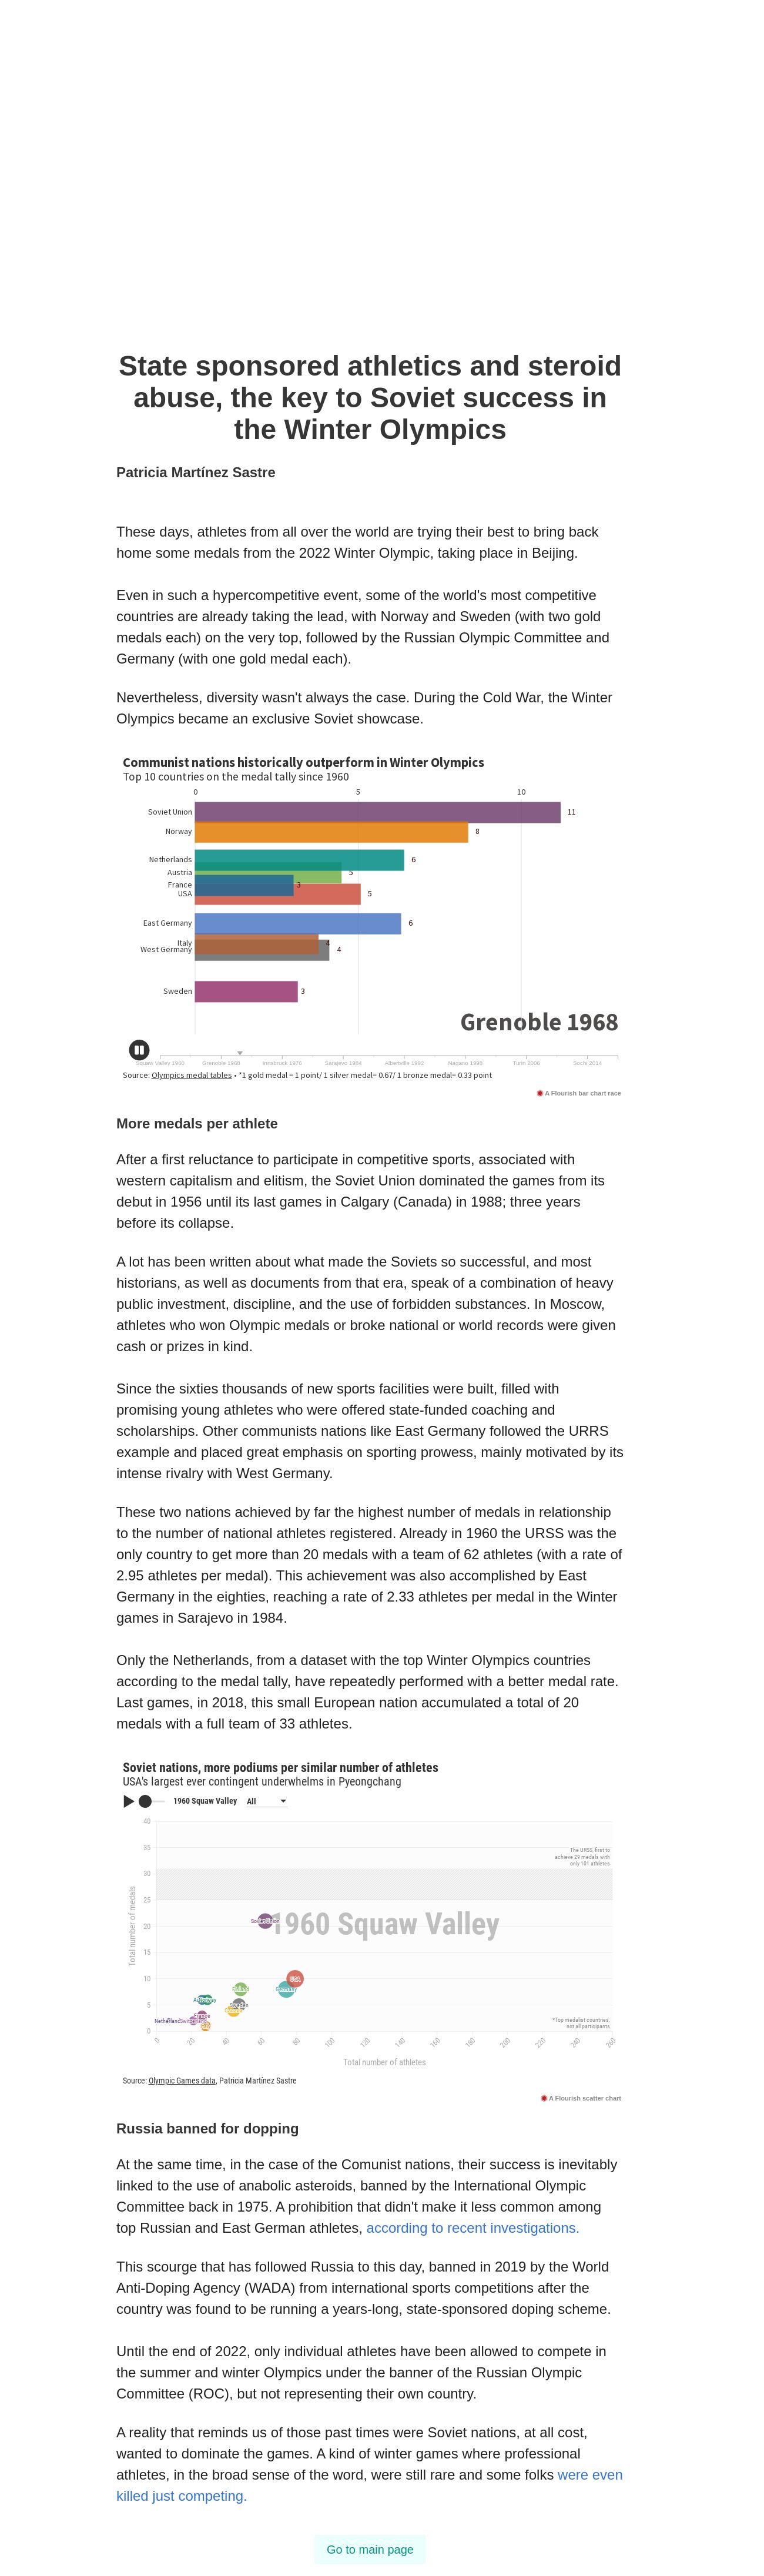 State sponsored athletics and steroid
abuse, the key to Soviet success in
the Winter Olympics
Patricia Martínez Sastre
These days, athletes from all over the world are trying their best to bring back
home some medals from the 2022 Winter Olympic, taking place in Beijing.
Even in such a hypercompetitive event, some of the world's most competitive
countries are already taking the lead, with Norway and Sweden (with two gold
medals each) on the very top, followed by the Russian Olympic Committee and
Germany (with one gold medal each).
Nevertheless, diversity wasn't always the case. During the Cold War, the Winter
Olympics became an exclusive Soviet showcase.
Communist nations historically outperform in Winter Olympics
Top 10 countries on the medal tally since 1960
0 5 10
Soviet Union 11
Norway 8
Netherlands 6
Austria 5
France 3
USA 5
East Germany 6
Italy 4
West Germany 4
Sweden 3
Grenoble 1968
Squaw Valley 1960 Grenoble 1968 Innsbruck 1976 Sarajevo 1984 Albertville 1992 Nagano 1998 Turin 2006 Sochi 2014
Source: Olympics medal tables • *1 gold medal = 1 point/ 1 silver medal= 0.67/ 1 bronze medal= 0.33 point
A Flourish bar chart race
More medals per athlete
After a first reluctance to participate in competitive sports, associated with
western capitalism and elitism, the Soviet Union dominated the games from its
debut in 1956 until its last games in Calgary (Canada) in 1988; three years
before its collapse.
A lot has been written about what made the Soviets so successful, and most
historians, as well as documents from that era, speak of a combination of heavy
public investment, discipline, and the use of forbidden substances. In Moscow,
athletes who won Olympic medals or broke national or world records were given
cash or prizes in kind.
Since the sixties thousands of new sports facilities were built, filled with
promising young athletes who were offered state-funded coaching and
scholarships. Other communists nations like East Germany followed the URRS
example and placed great emphasis on sporting prowess, mainly motivated by its
intense rivalry with West Germany.
These two nations achieved by far the highest number of medals in relationship
to the number of national athletes registered. Already in 1960 the URSS was the
only country to get more than 20 medals with a team of 62 athletes (with a rate of
2.95 athletes per medal). This achievement was also accomplished by East
Germany in the eighties, reaching a rate of 2.33 athletes per medal in the Winter
games in Sarajevo in 1984.
Only the Netherlands, from a dataset with the top Winter Olympics countries
according to the medal tally, have repeatedly performed with a better medal rate.
Last games, in 2018, this small European nation accumulated a total of 20
medals with a full team of 33 athletes.
Soviet nations, more podiums per similar number of athletes
USA's largest ever contingent underwhelms in Pyeongchang
1960 Squaw Valley All
40
35
The URSS, first to
achieve 29 medals with
only 101 athletes
30
25
1960 Squaw Valley
Soviet Union
20
15
10
5
0
Total number of medals
Norway
Netherlands
*Top medalist countries,
not all participants
0 20 40 60 80 100 120 140 160 180 200 220 240 260
Total number of athletes
Source: Olympic Games data, Patricia Martínez Sastre
A Flourish scatter chart
Russia banned for dopping
At the same time, in the case of the Comunist nations, their success is inevitably
linked to the use of anabolic asteroids, banned by the International Olympic
Committee back in 1975. A prohibition that didn't make it less common among
top Russian and East German athletes, according to recent investigations.
This scourge that has followed Russia to this day, banned in 2019 by the World
Anti-Doping Agency (WADA) from international sports competitions after the
country was found to be running a years-long, state-sponsored doping scheme.
Until the end of 2022, only individual athletes have been allowed to compete in
the summer and winter Olympics under the banner of the Russian Olympic
Committee (ROC), but not representing their own country.
A reality that reminds us of those past times were Soviet nations, at all cost,
wanted to dominate the games. A kind of winter games where professional
athletes, in the broad sense of the word, were still rare and some folks were even
killed just competing.
Go to main page